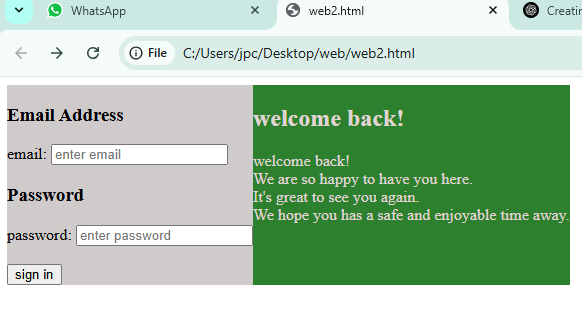 WhatsApp
web2.html
Creatin
File
C:/Users/jpc/Desktop/web/web2.html
Email Address
email: enter email
Password
password: enter password
sign in
welcome back!
welcome back!
We are so happy to have you here.
It's great to see you again.
We hope you has a safe and enjoyable time away.